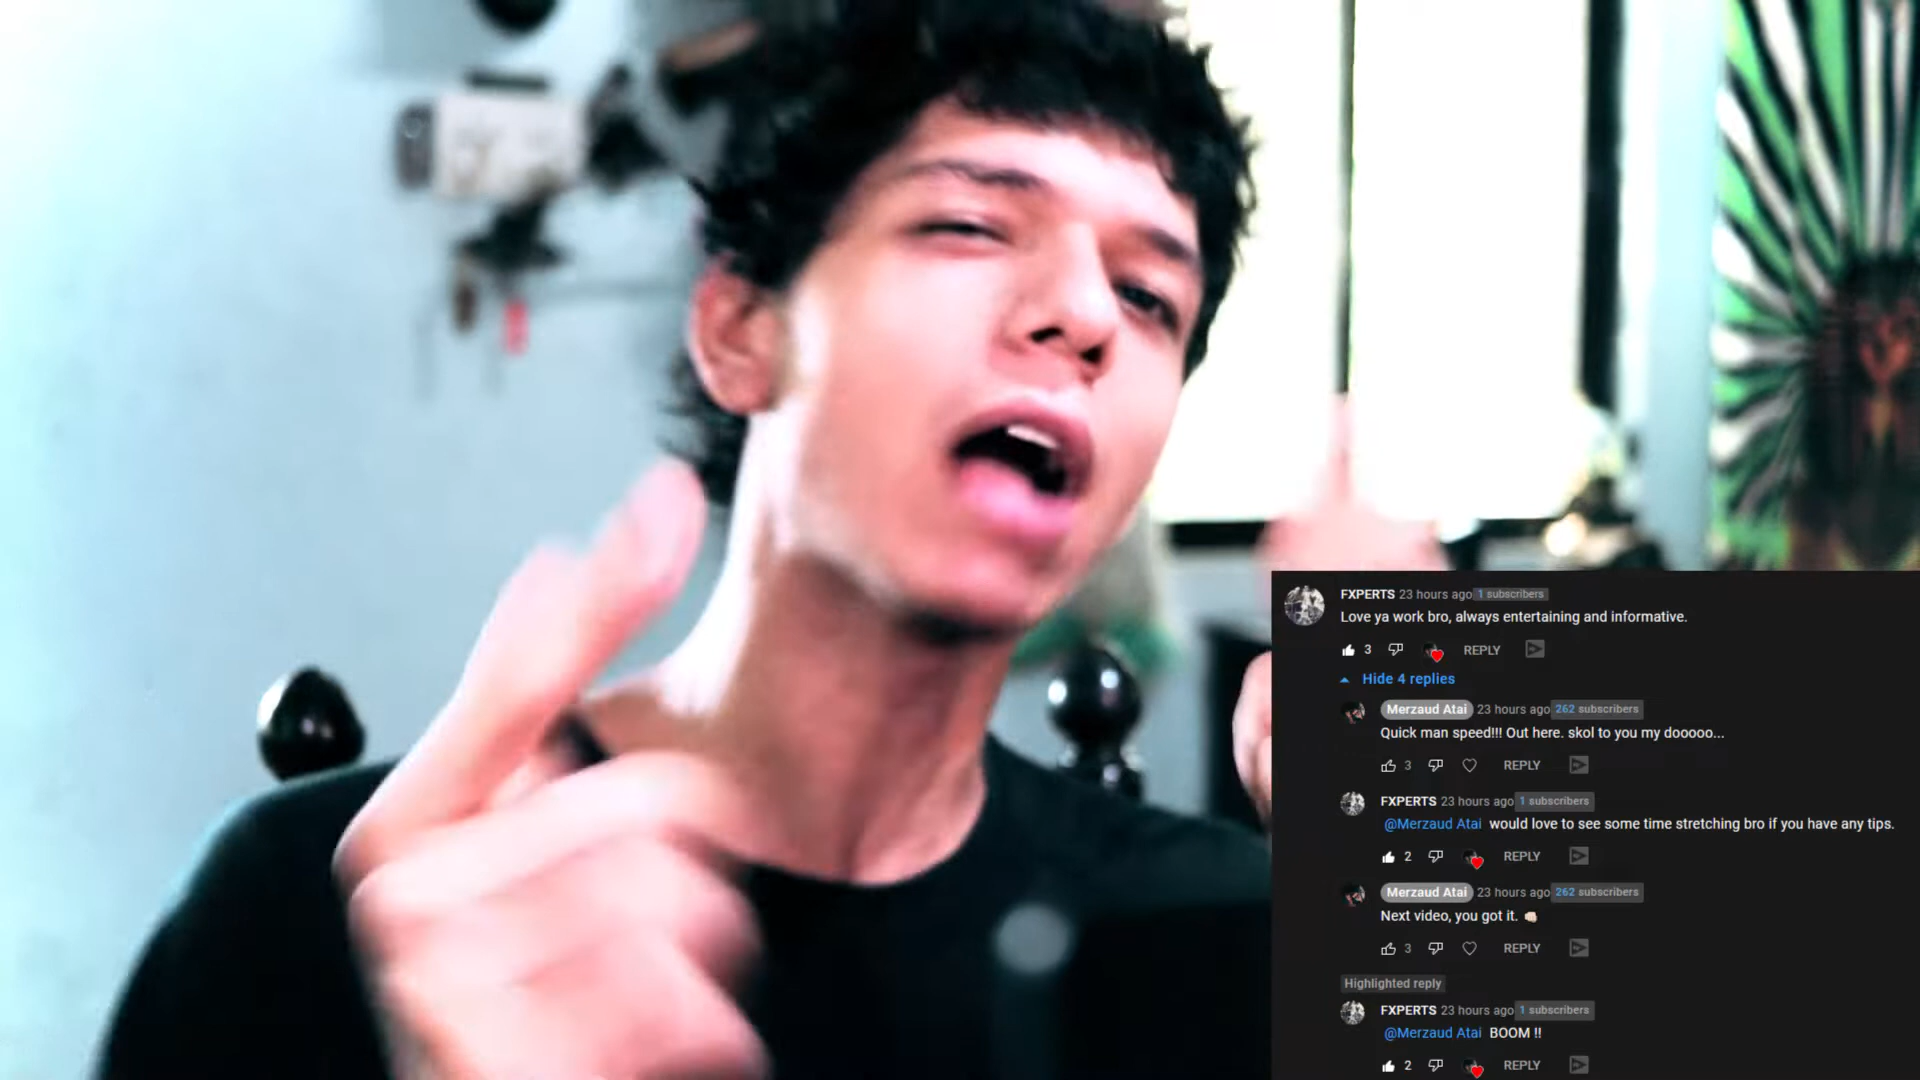 FXPERTS 23 hours ago 1 subscribers
Love ya work bro, always entertaining and informative.
3 REPLY
Hide 4 replies
Merzaud Atai 23 hours ago 262 subscribers
Quick man speed!!! Out here. skol to you my dooooo...
3 REPLY
FXPERTS 23 hours ago 1 subscribers
@Merzaud Atai would love to see some time stretching bro if you have any tips.
2 REPLY
Merzaud Atai 23 hours ago 262 subscribers
Next video, you got it. 👊🏻
3 REPLY
Highlighted reply
FXPERTS 23 hours ago 1 subscribers
@Merzaud Atai BOOM !!
2 REPLY